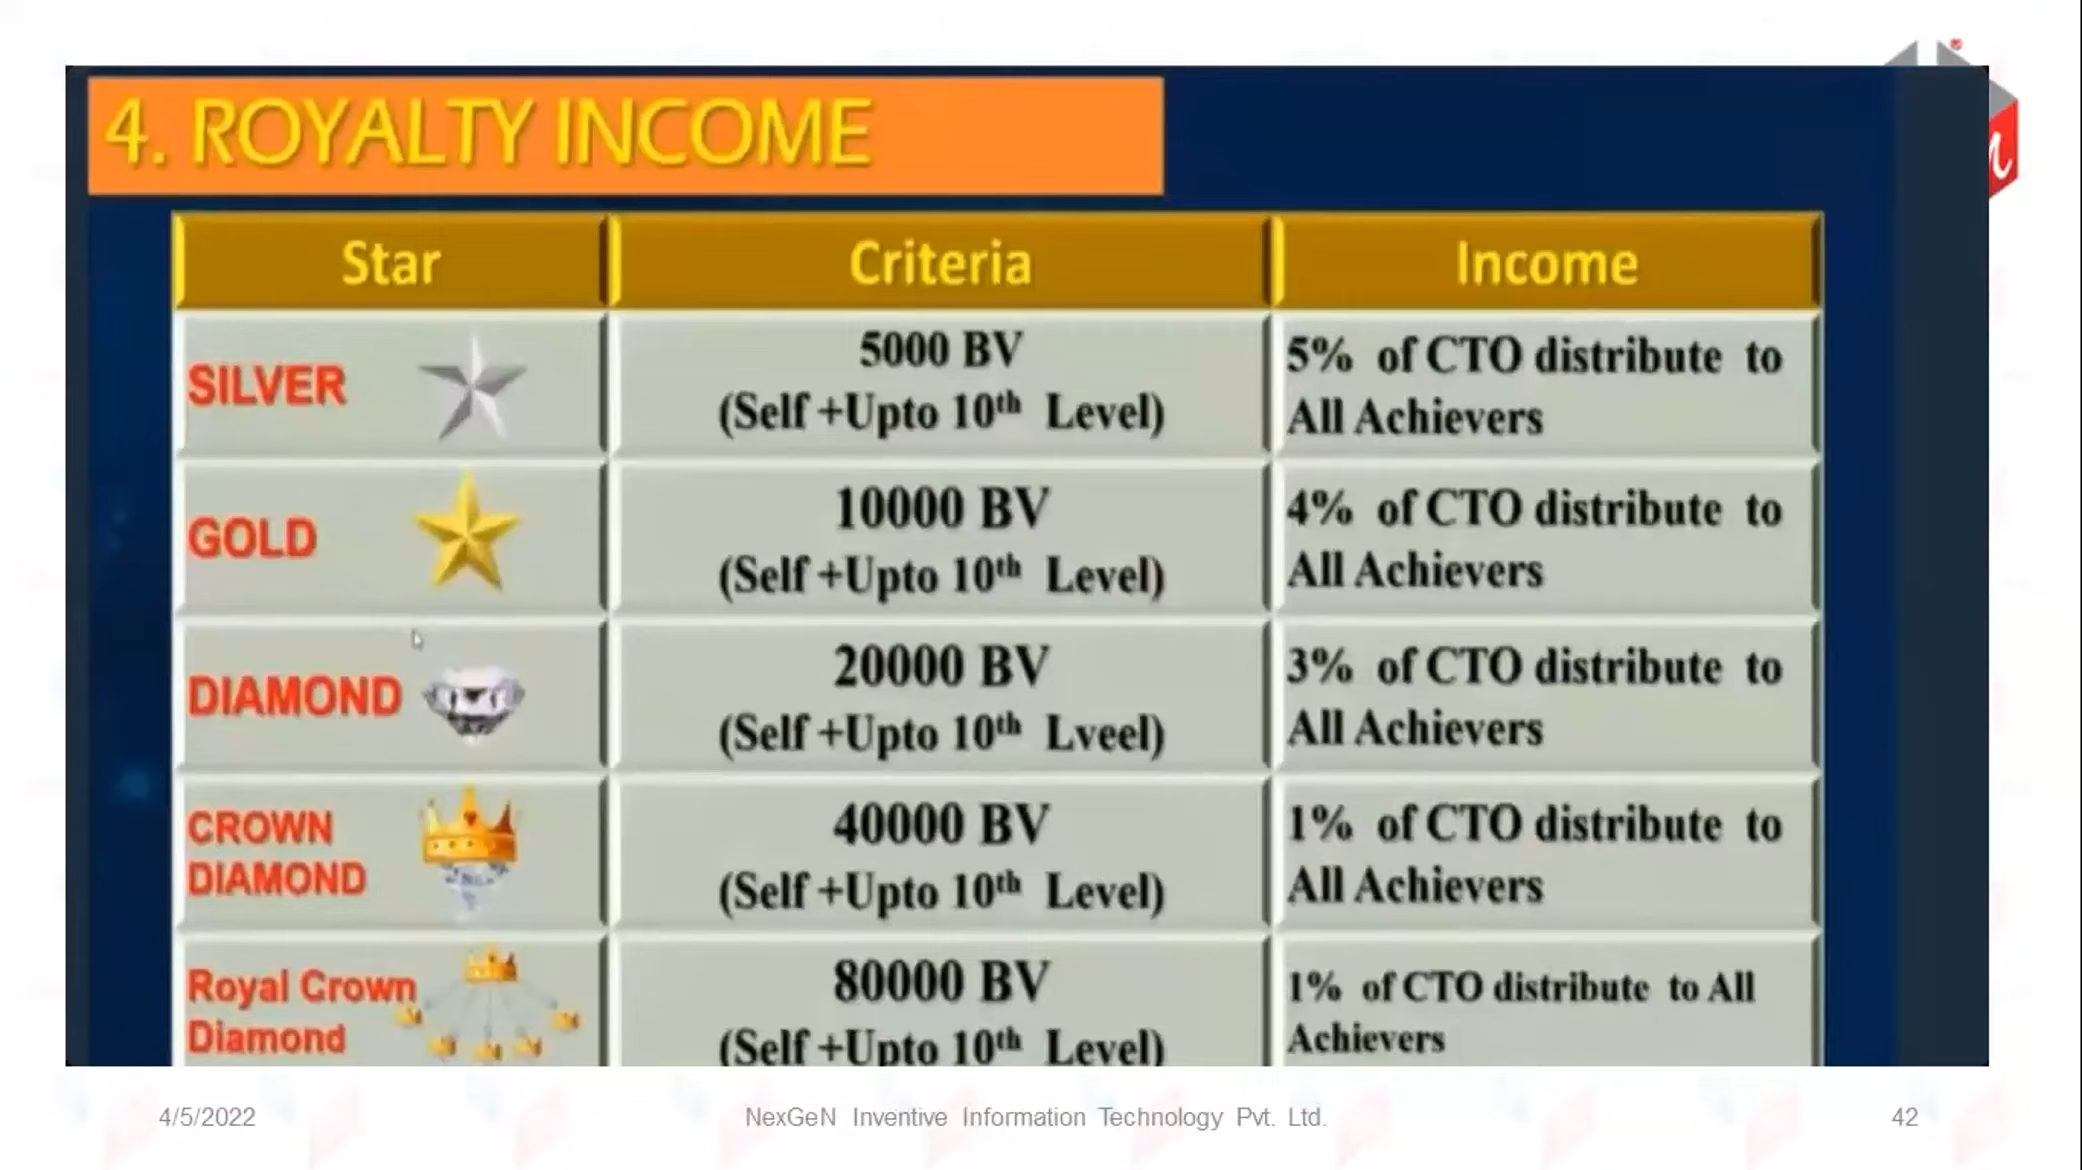 4. ROYALTY INCOME
Star Criteria Income
SILVER
5000 BV
(Self +Upto 10th Level)
5% of CTO distribute to
All Achievers
GOLD
10000 BV
(Self +Upto 10th Level)
4% of CTO distribute to
All Achievers
DIAMOND
20000 BV
(Self +Upto 10th Lveel)
3% of CTO distribute to
All Achievers
CROWN
DIAMOND
40000 BV
(Self +Upto 10th Level)
1% of CTO distribute to
All Achievers
Royal Crown
Diamond
80000 BV
(Self +Upto 10th Level)
1% of CTO distribute to All
Achievers
4/5/2022
NexGeN Inventive Information Technology Pvt. Ltd.
42